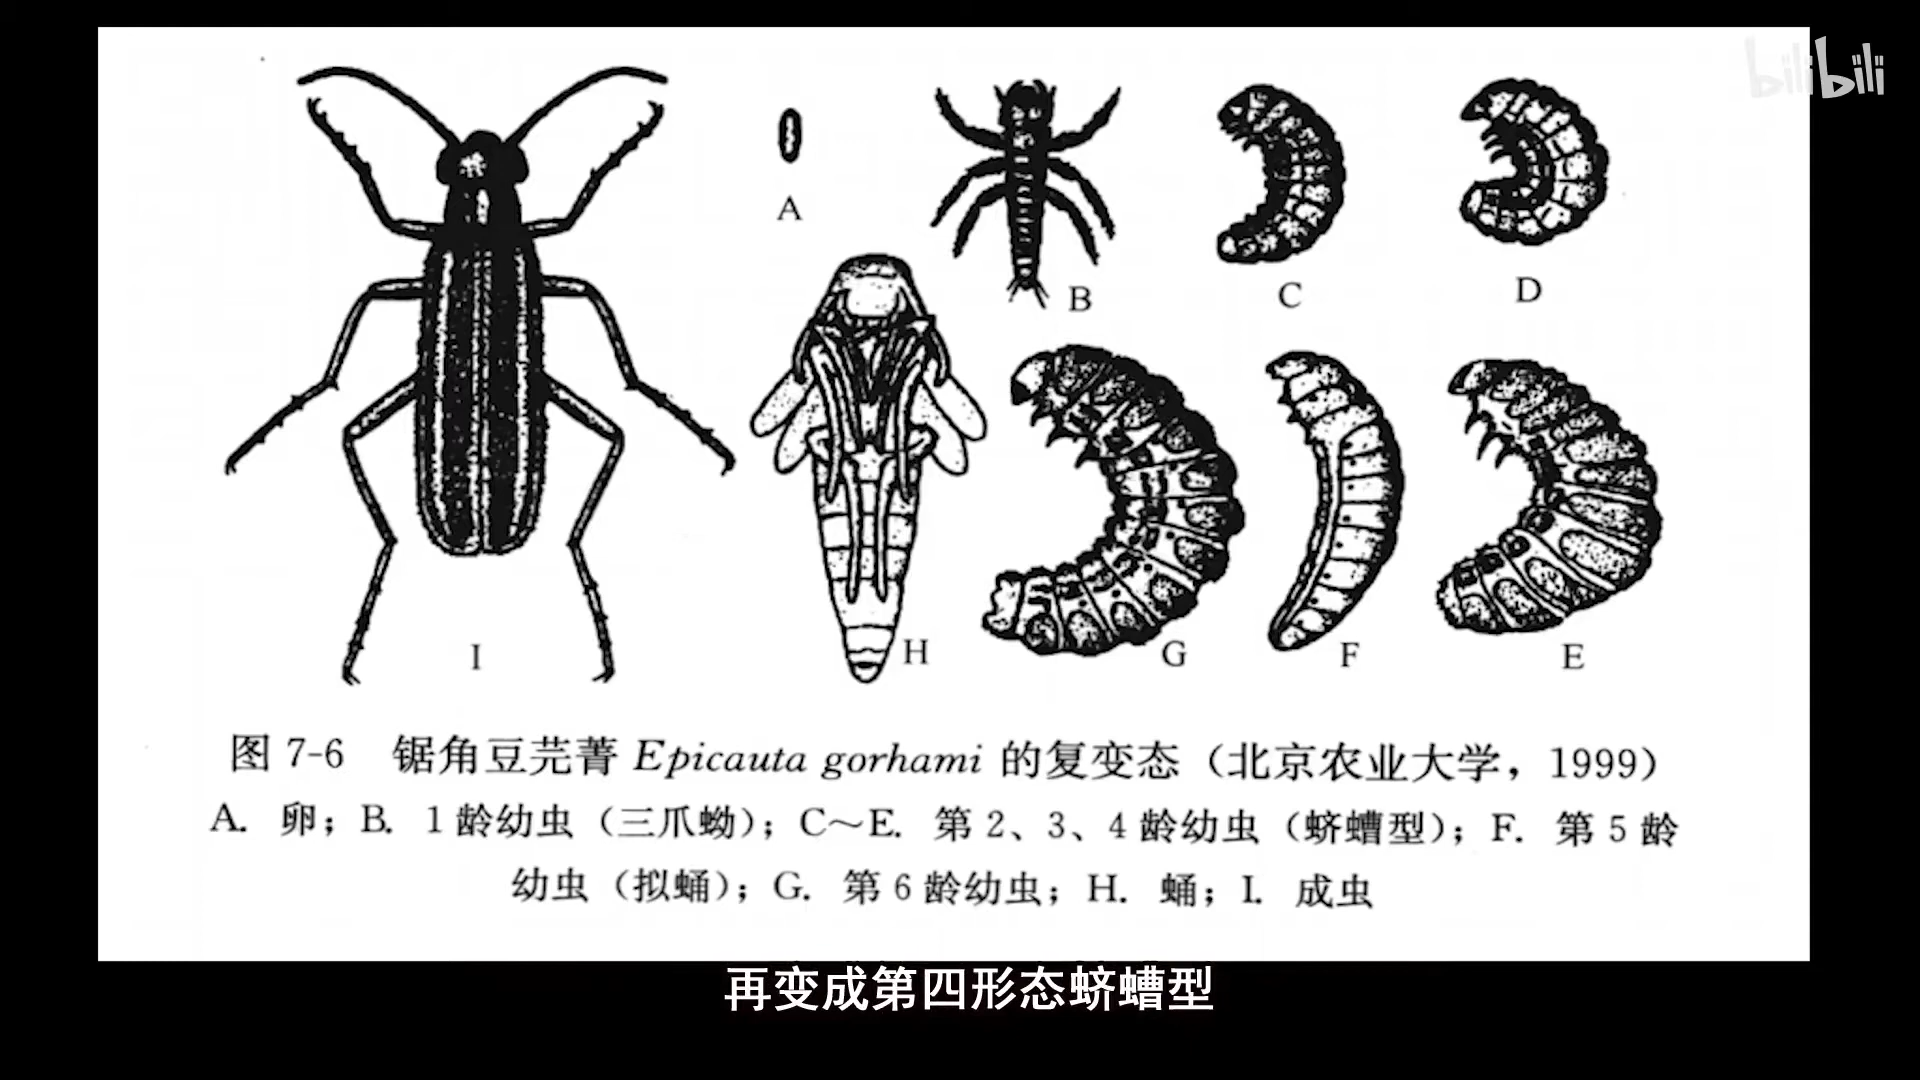 bilibili
A
B
C
D
I
H
G
F
E
图 7-6 锯角豆芫菁 Epicauta gorhami 的复变态（北京农业大学，1999）
A. 卵；B. 1 龄幼虫（三爪蚴）；C～E. 第 2、3、4 龄幼虫（蛴螬型）；F. 第 5 龄
幼虫（拟蛹）；G. 第 6 龄幼虫；H. 蛹；I. 成虫
再变成第四形态蛴螬型